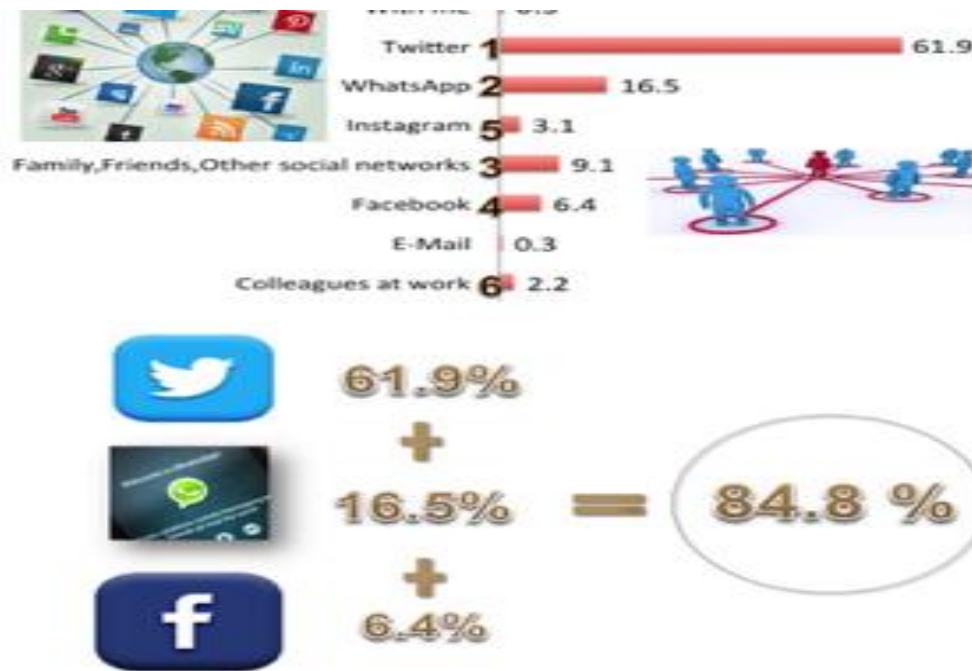 Twitter 1 61.9
WhatsApp 2 16.5
Instagram 5 3.1
Family,Friends,Other social networks 3 9.1
Facebook 4 6.4
E-Mail 0.3
Colleagues at work 6 2.2
61.9%
+
16.5% = 84.8 %
+
6.4%